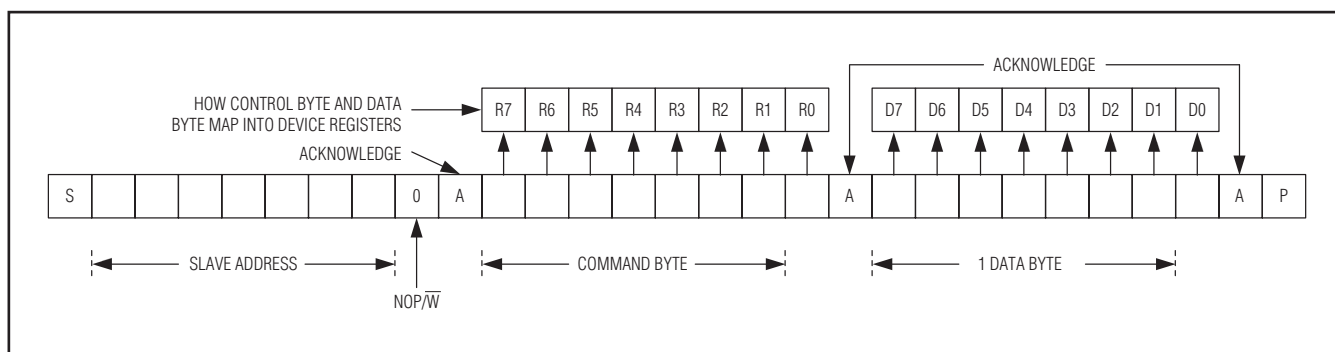 ACKNOWLEDGE
HOW CONTROL BYTE AND DATA
BYTE MAP INTO DEVICE REGISTERS
R7 R6 R5 R4 R3 R2 R1 R0
D7 D6 D5 D4 D3 D2 D1 D0
ACKNOWLEDGE
S 0 A A A P
SLAVE ADDRESS
COMMAND BYTE
1 DATA BYTE
NOP/W̅